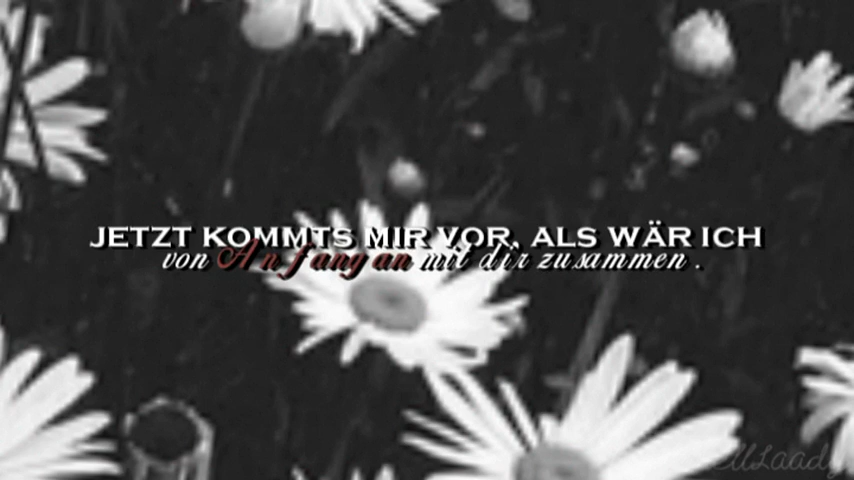 JETZT KOMMTS MIR VOR, ALS WÄR ICH
von Anfang an mit dir zusammen .